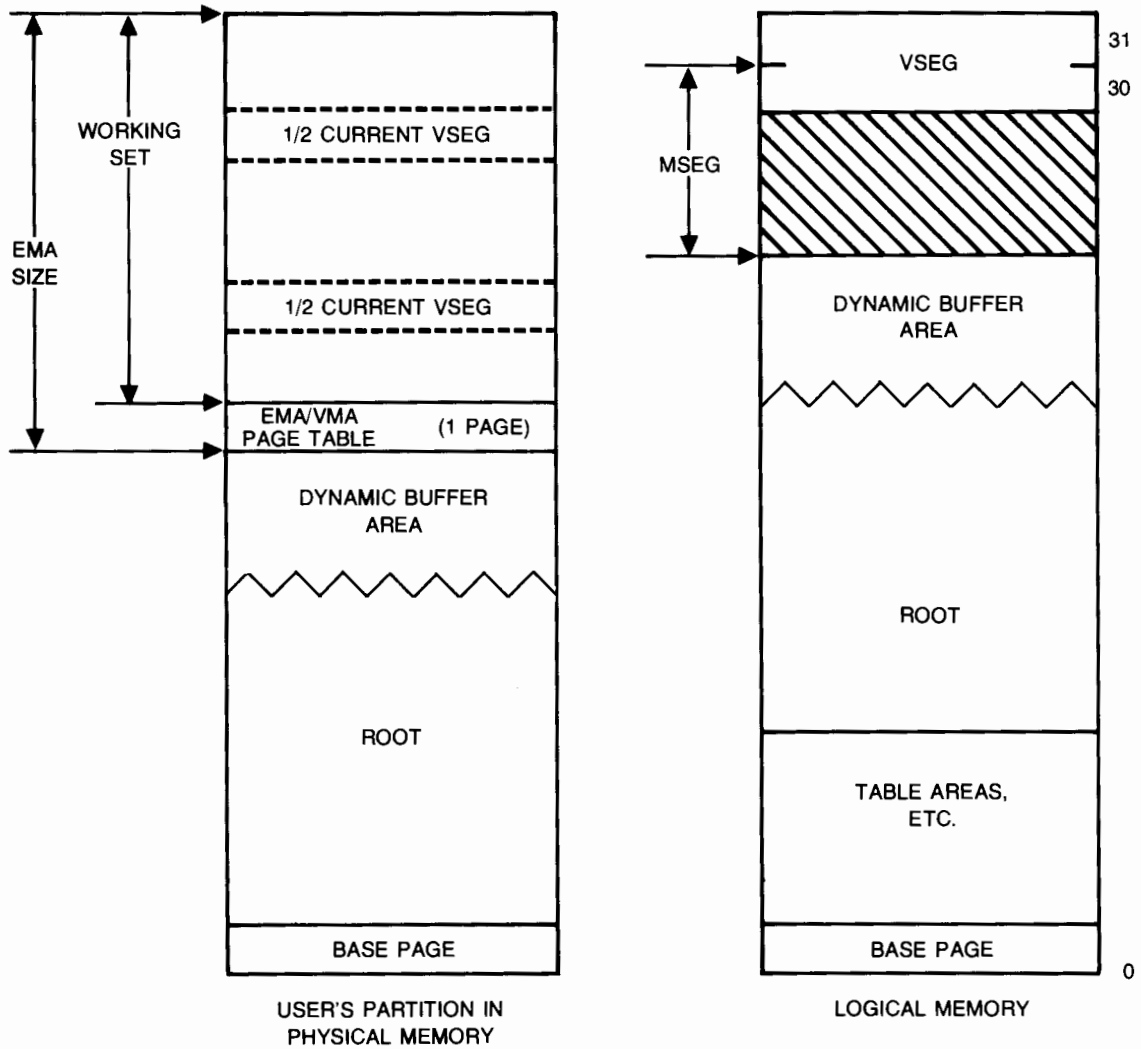 WORKING
SET
EMA
SIZE
1/2 CURRENT VSEG
1/2 CURRENT VSEG
EMA/VMA
PAGE TABLE (1 PAGE)
DYNAMIC BUFFER
AREA
ROOT
BASE PAGE
USER'S PARTITION IN
PHYSICAL MEMORY
VSEG
31
30
MSEG
DYNAMIC BUFFER
AREA
ROOT
TABLE AREAS,
ETC.
BASE PAGE
0
LOGICAL MEMORY